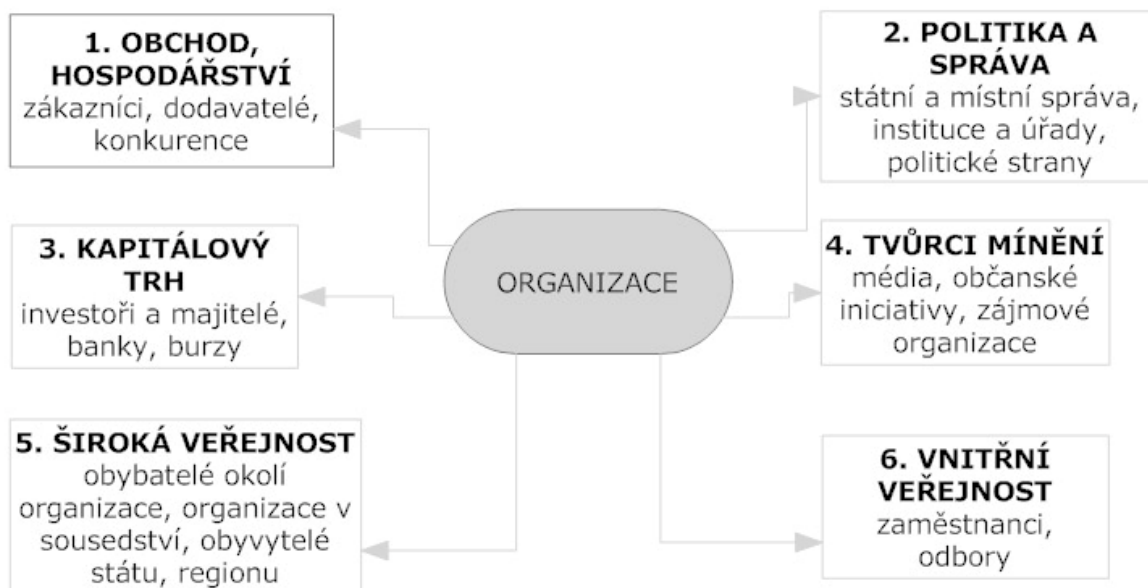 1. OBCHOD,
HOSPODÁŘSTVÍ
zákazníci, dodavatelé,
konkurence
2. POLITIKA A
SPRÁVA
státní a místní správa,
instituce a úřady,
politické strany
3. KAPITÁLOVÝ
TRH
investoři a majitelé,
banky, burzy
ORGANIZACE
4. TVŮRCI MÍNĚNÍ
média, občanské
iniciativy, zájmové
organizace
5. ŠIROKÁ VEŘEJNOST
obybatelé okolí
organizace, organizace v
sousedství, obyvytelé
státu, regionu
6. VNITŘNÍ
VEŘEJNOST
zaměstnanci,
odbory